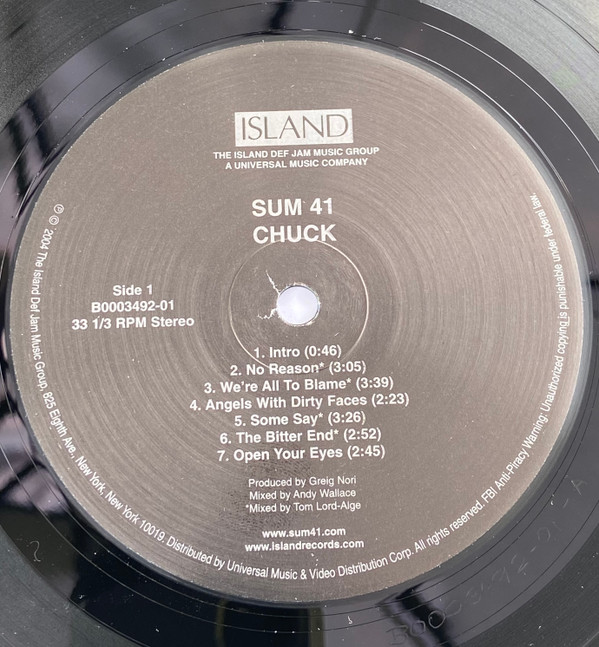 ISLAND
THE ISLAND DEF JAM MUSIC GROUP
A UNIVERSAL MUSIC COMPANY
SUM 41
CHUCK
Side 1
B0003492-01
33 1/3 RPM Stereo
1. Intro (0:46)
2. No Reason* (3:05)
3. We're All To Blame* (3:39)
4. Angels With Dirty Faces (2:23)
5. Some Say* (3:26)
6. The Bitter End* (2:52)
7. Open Your Eyes (2:45)
Produced by Greig Nori
Mixed by Andy Wallace
*Mixed by Tom Lord-Alge
www.sum41.com
www.islandrecords.com
℗ © 2004 The Island Def Jam Music Group, 825 Eighth Ave., New York, New York 10019. Distributed by Universal Music & Video Distribution Corp. All rights reserved. FBI Anti-Piracy Warning: Unauthorized copying is punishable under federal law.